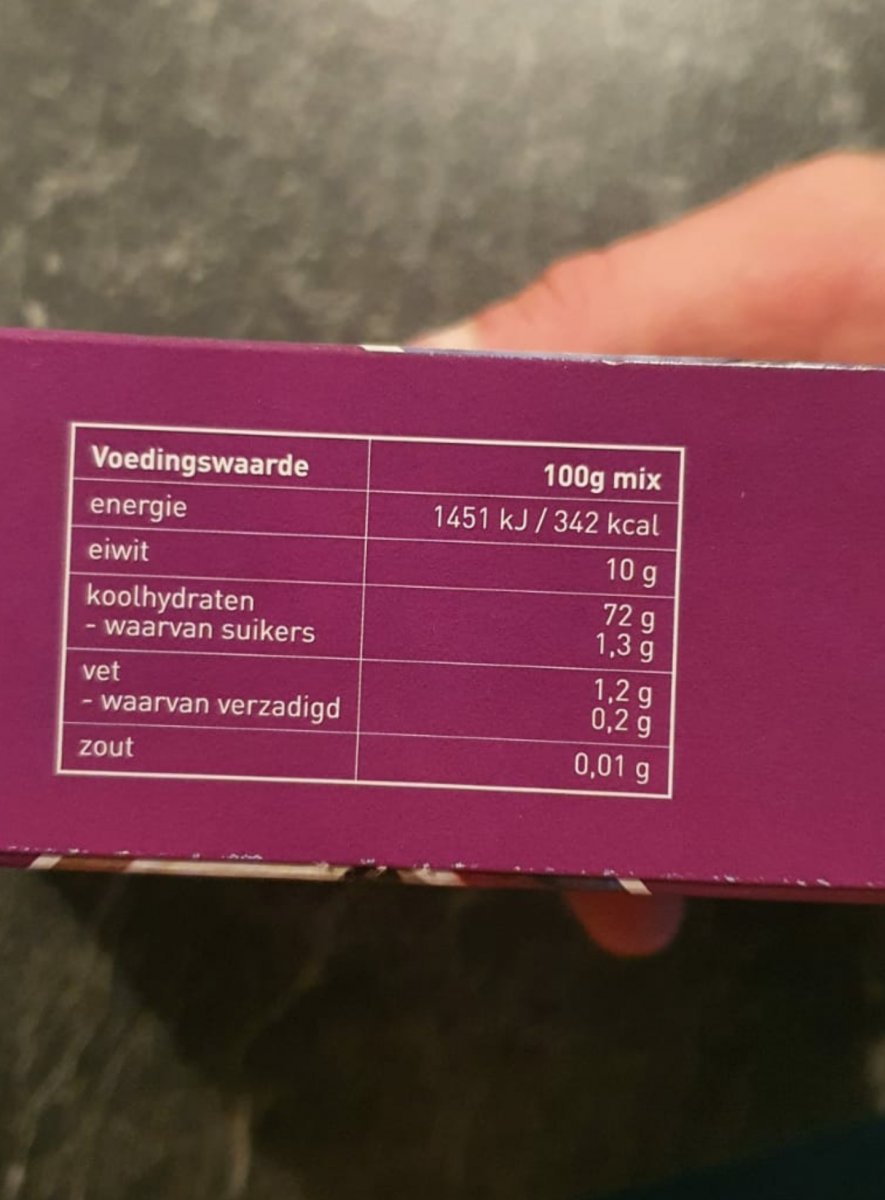 Voedingswaarde 100g mix
energie 1451 kJ / 342 kcal
eiwit 10 g
koolhydraten 72 g
- waarvan suikers 1,3 g
vet 1,2 g
- waarvan verzadigd 0,2 g
zout 0,01 g